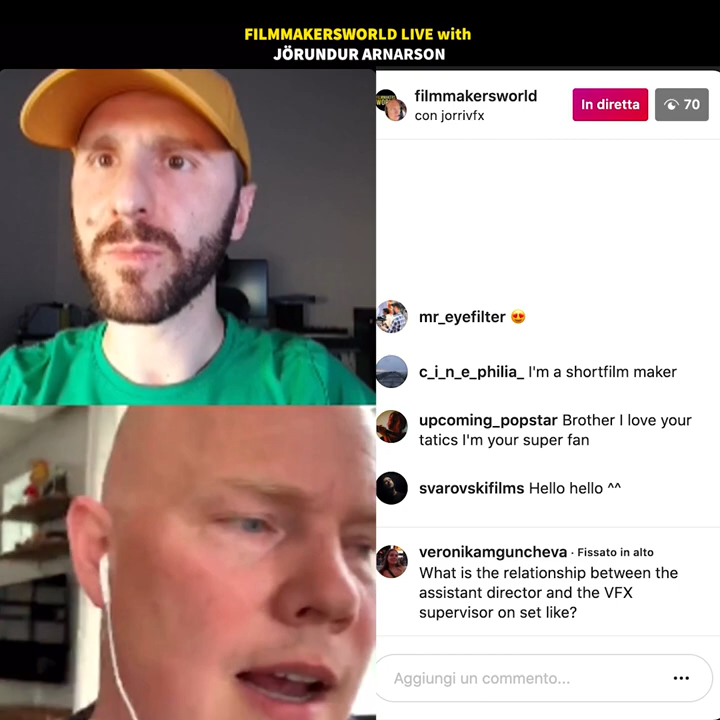 FILMMAKERSWORLD LIVE with
JÖRUNDUR ARNARSON
filmmakersworld
con jorrivfx
In diretta
70
mr_eyefilter 😍
c_i_n_e_philia_ I'm a shortfilm maker
upcoming_popstar Brother I love your
tatics I'm your super fan
svarovskifilms Hello hello ^^
veronikamguncheva · Fissato in alto
What is the relationship between the
assistant director and the VFX
supervisor on set like?
Aggiungi un commento...